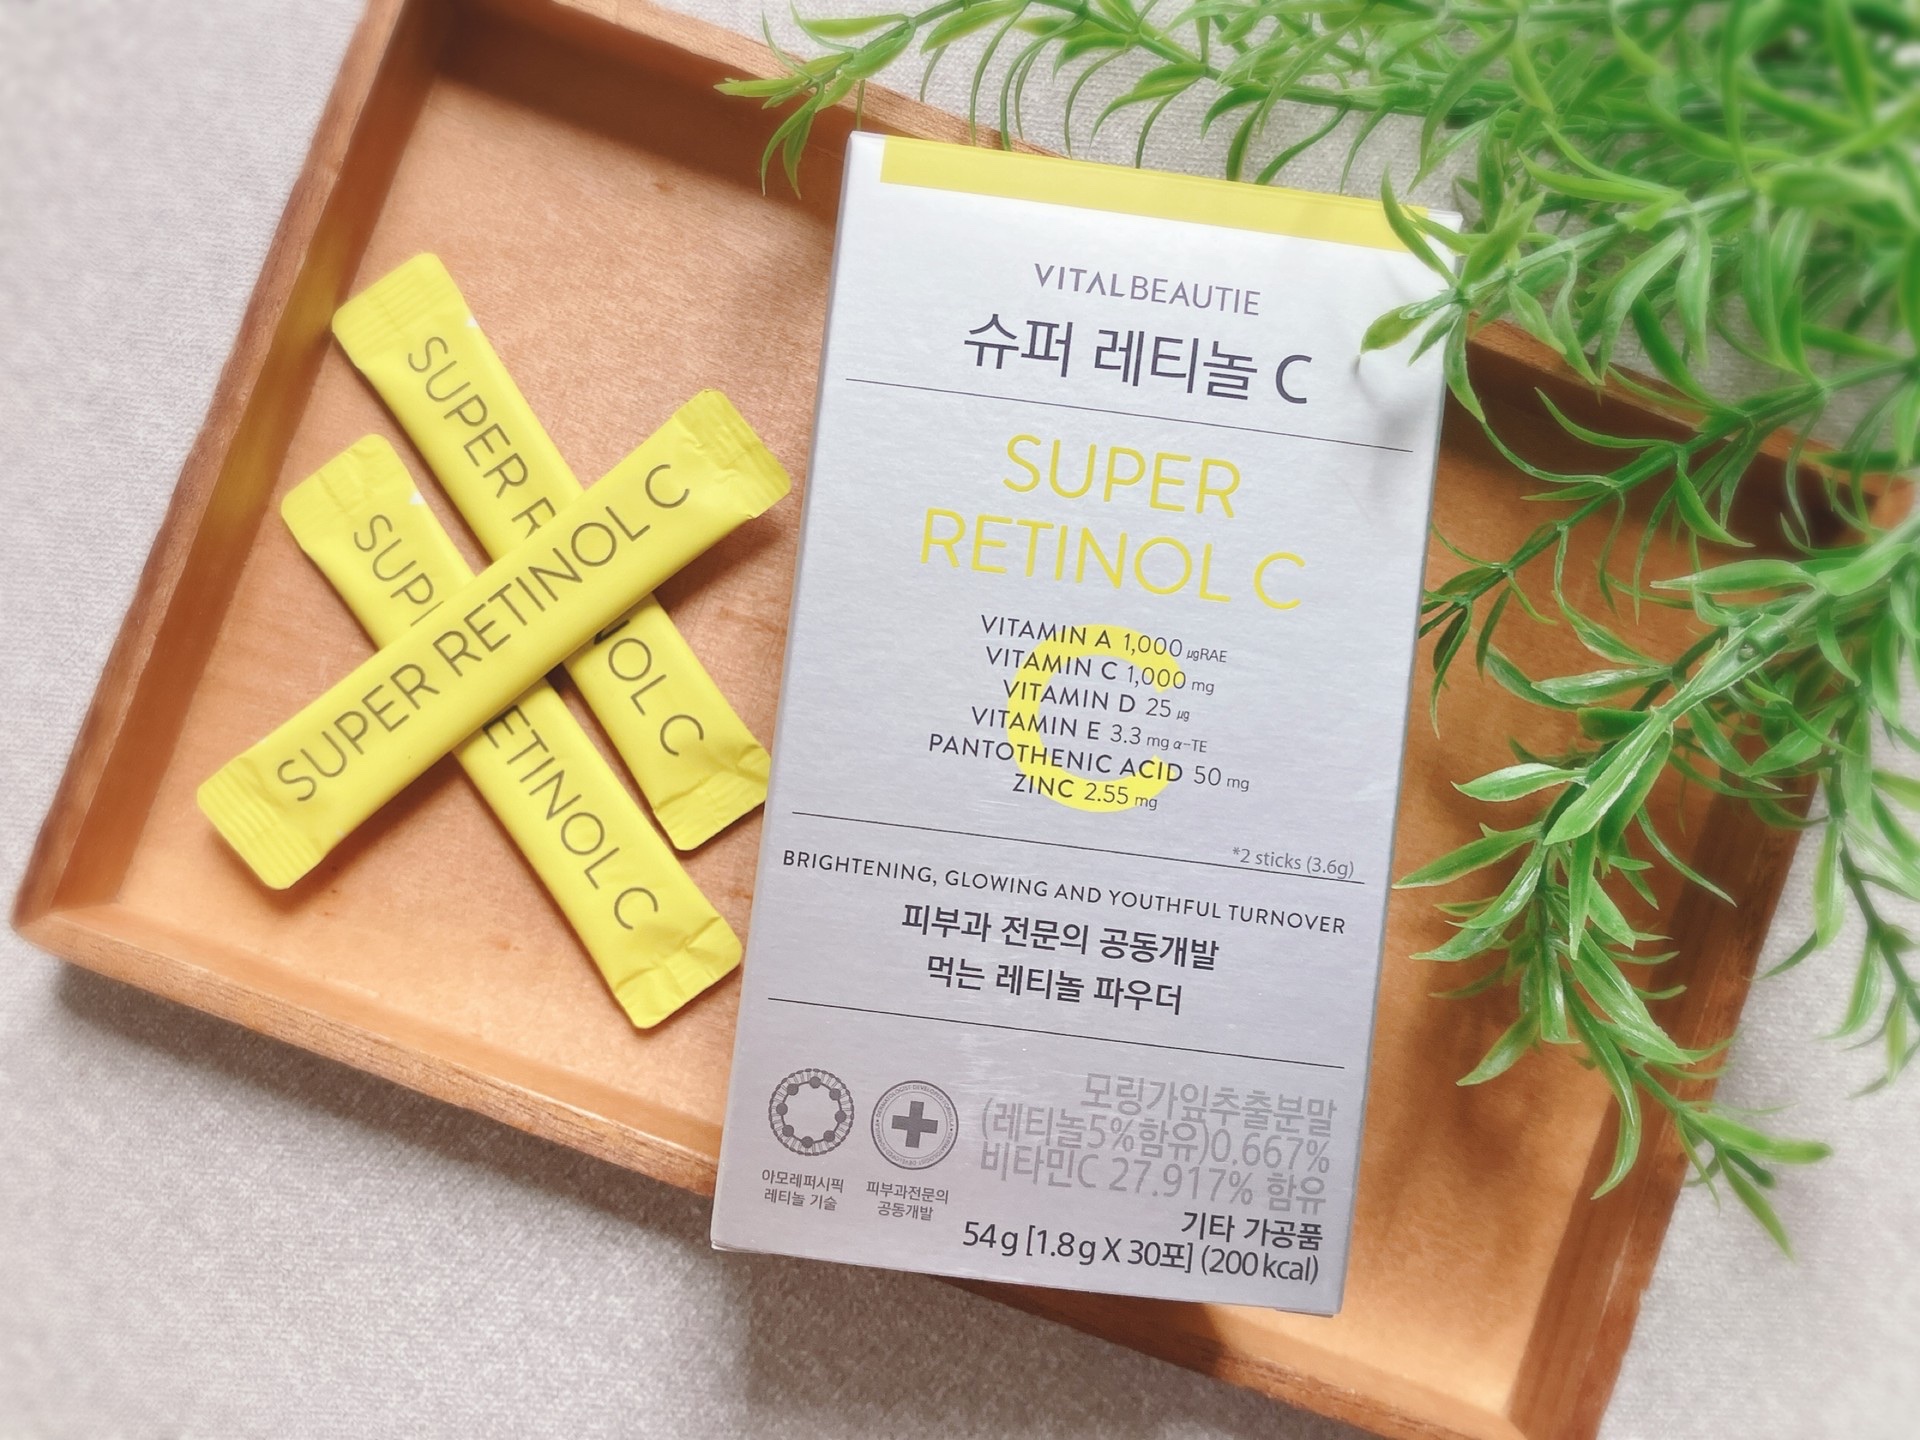 SUPER RETINOL C
SUPER RETINOL C
SUPER RETINOL C
VITALBEAUTIE
슈퍼 레티놀 C
SUPER
RETINOL C
VITAMIN A 1,000 μgRAE
VITAMIN C 1,000 mg
VITAMIN D 25 μg
VITAMIN E 3.3 mg α-TE
PANTOTHENIC ACID 50 mg
ZINC 2.55 mg
*2 sticks (3.6g)
BRIGHTENING, GLOWING AND YOUTHFUL TURNOVER
피부과 전문의 공동개발
먹는 레티놀 파우더
아모레퍼시픽
레티놀 기술
피부과전문의
공동개발
모링가잎추출분말
(레티놀5%함유)0.667%
비타민C 27.917% 함유
기타 가공품
54g [1.8g X 30포] (200kcal)